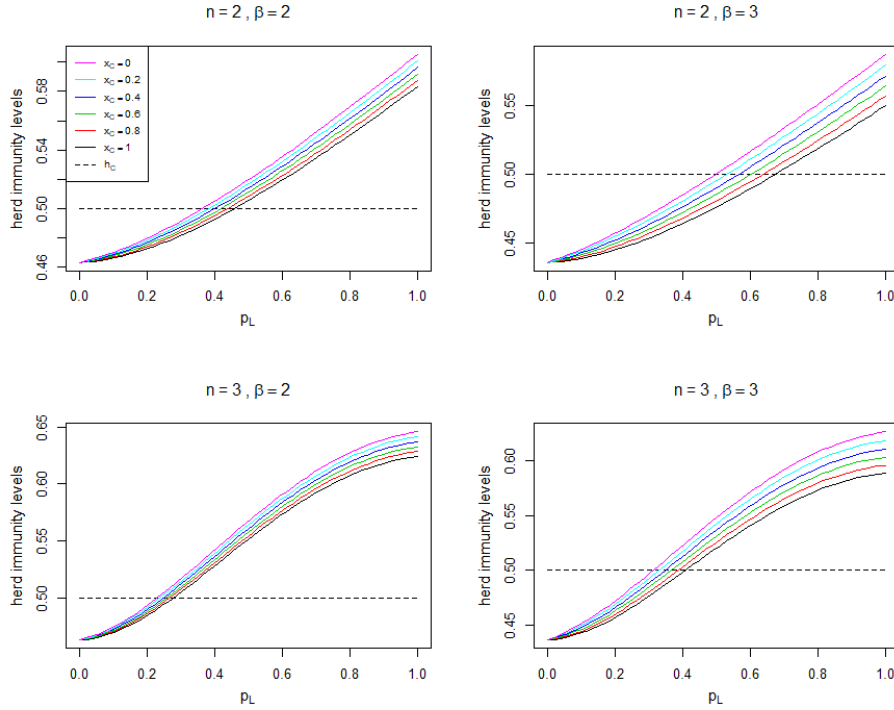 n = 2 , β = 2
herd immunity levels
0.46
0.50
0.54
0.58
x_C = 0
x_C = 0.2
x_C = 0.4
x_C = 0.6
x_C = 0.8
x_C = 1
h_C
0.0 0.2 0.4 0.6 0.8 1.0
p_L
n = 2 , β = 3
herd immunity levels
0.45
0.50
0.55
0.0 0.2 0.4 0.6 0.8 1.0
p_L
n = 3 , β = 2
herd immunity levels
0.50
0.60
0.65
0.0 0.2 0.4 0.6 0.8 1.0
p_L
n = 3 , β = 3
herd immunity levels
0.45
0.50
0.55
0.60
0.0 0.2 0.4 0.6 0.8 1.0
p_L